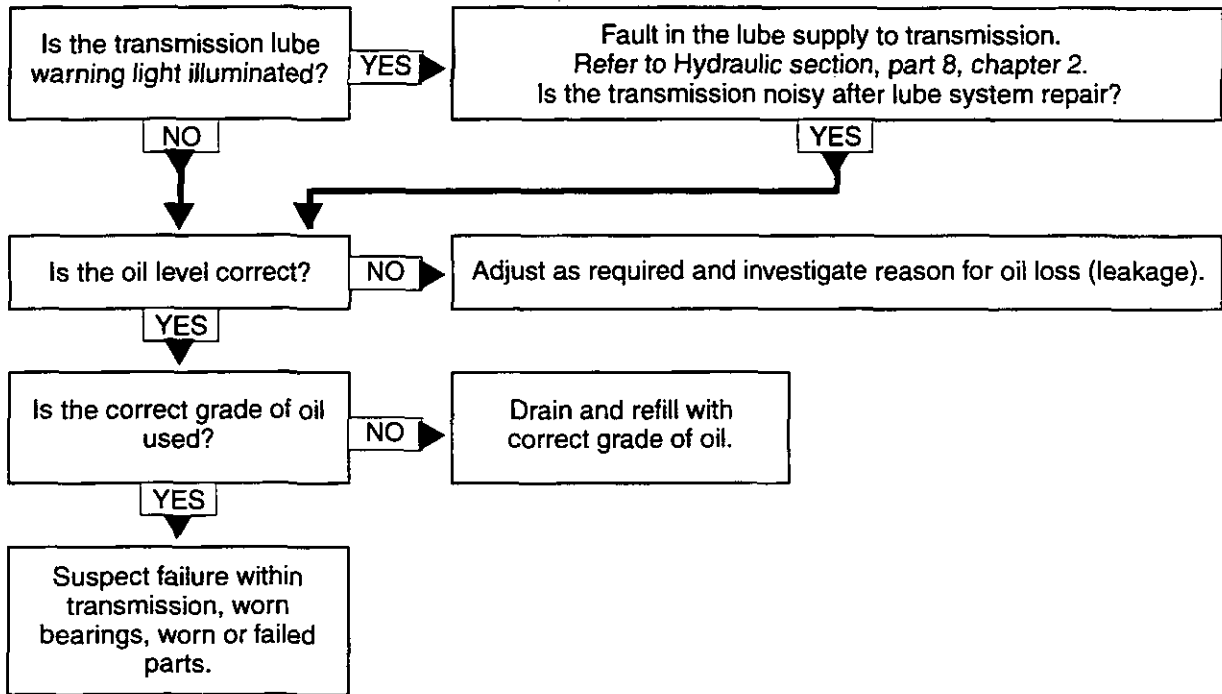 Is the transmission lube
warning light illuminated?
YES
Fault in the lube supply to transmission.
Refer to Hydraulic section, part 8, chapter 2.
Is the transmission noisy after lube system repair?
NO
YES
Is the oil level correct?
NO
Adjust as required and investigate reason for oil loss (leakage).
YES
Is the correct grade of oil
used?
NO
Drain and refill with
correct grade of oil.
YES
Suspect failure within
transmission, worn
bearings, worn or failed
parts.